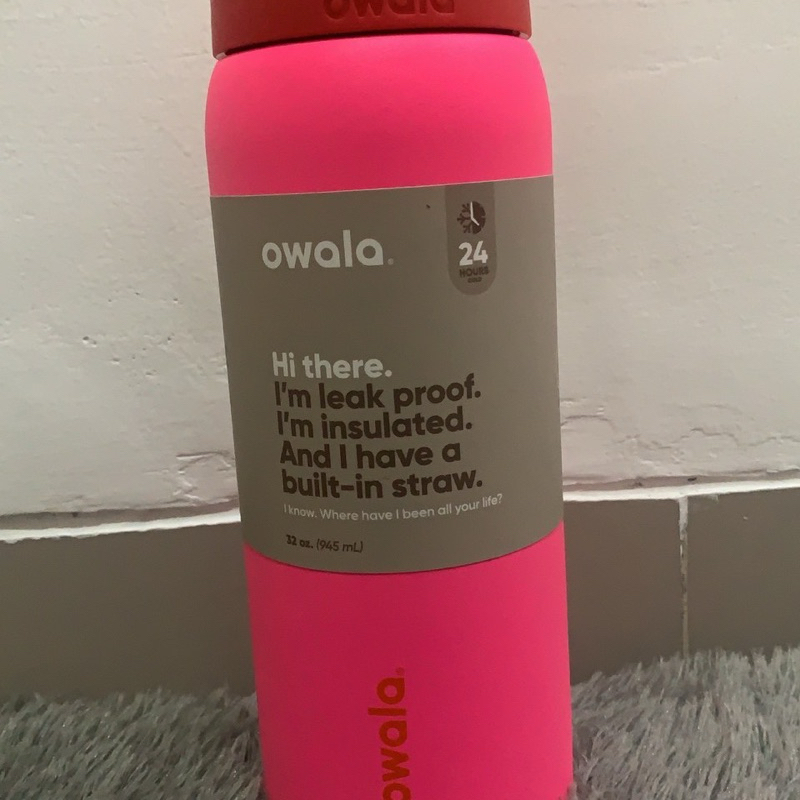 owala
owala®
24
HOURS
COLD
Hi there.
I'm leak proof.
I'm insulated.
And I have a
built-in straw.
I know. Where have I been all your life?
32 oz. (945 mL)
owala®